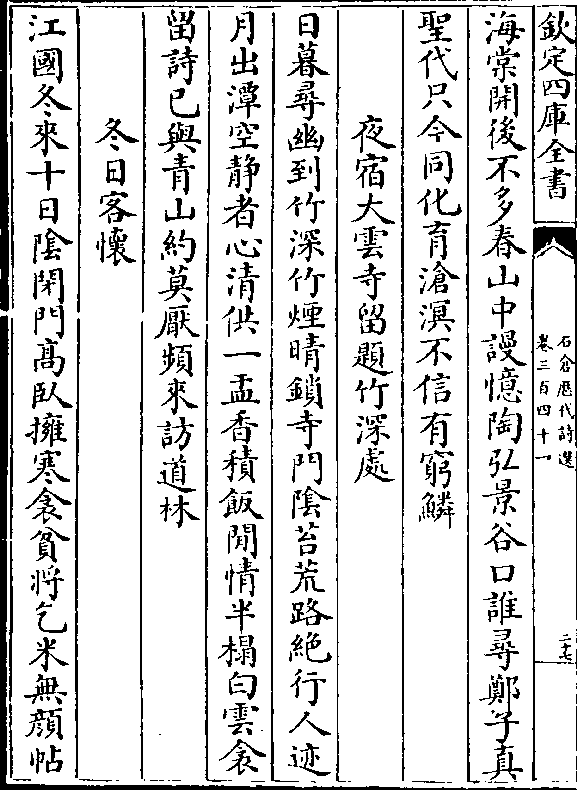 欽定四庫全書
石倉歷代詩選
卷三百四十一
二十七
海棠開後不多春山中謾憶陶弘景谷口誰尋鄭子真
聖代只今同化育滄溟不信有窮鱗
夜宿大雲寺留題竹深處
日暮尋幽到竹深竹煙晴鎖寺門隂苔荒路絶行人迹
月出潭空静者心清供一盂香積飯閒情半榻白雲衾
留詩已與青山約莫厭頻來訪道林
冬日客懷
江國冬來十日隂閉門髙臥擁寒衾貧將乞米無顔帖